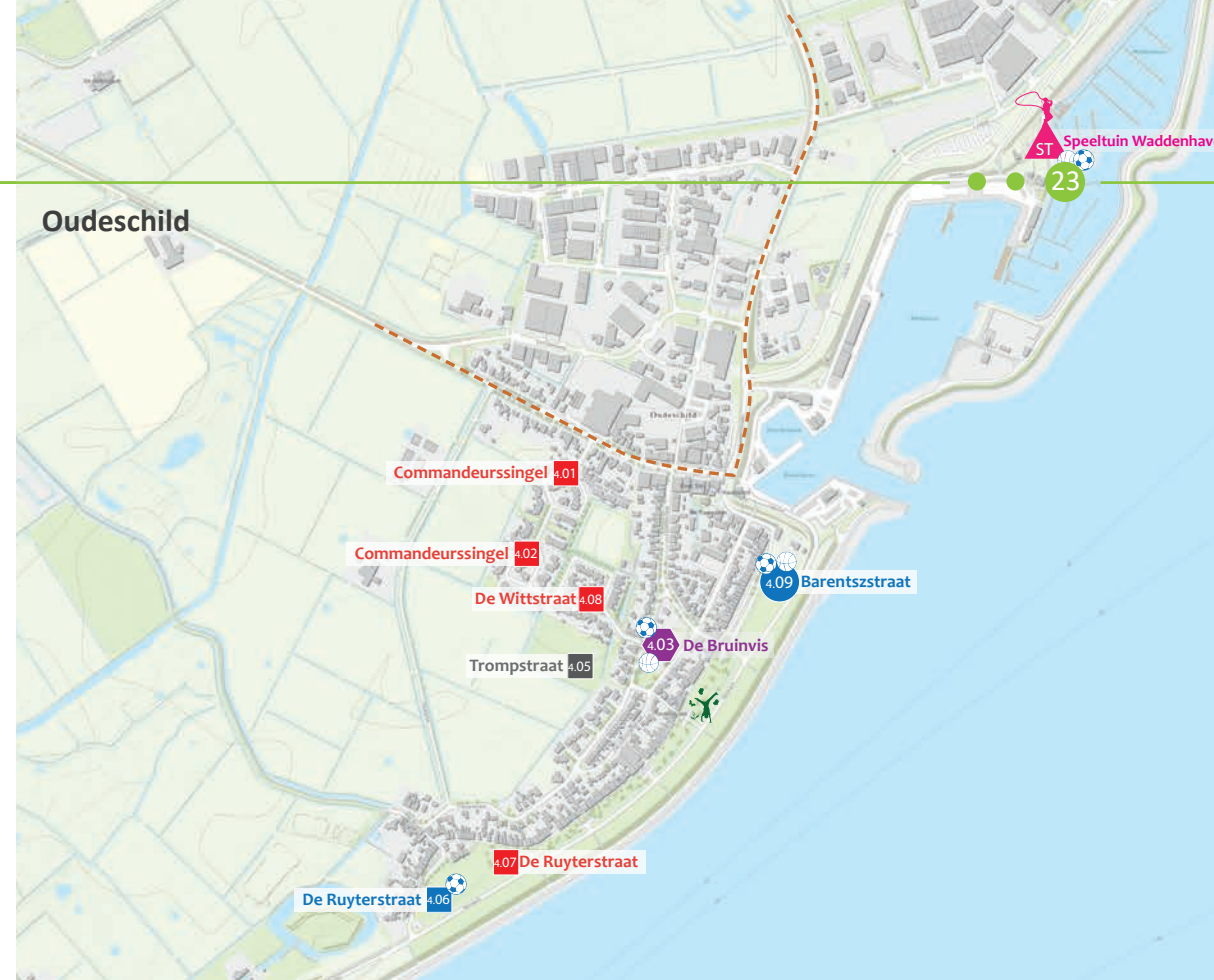 ST
Speeltuin Waddenhav
23
Oudeschild
Oudeschild
Commandeurssingel 4.01
Commandeurssingel 4.02
4.09 Barentszstraat
De Wittstraat 4.08
4.03 De Bruinvis
Trompstraat 4.05
4.07 De Ruyterstraat
De Ruyterstraat 4.06